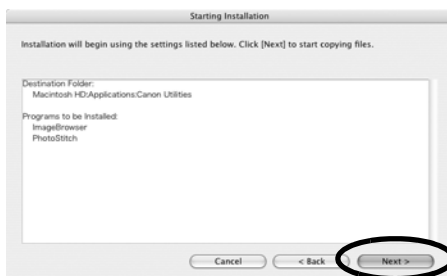 Starting Installation
Installation will begin using the settings listed below. Click [Next] to start copying files.
Destination Folder:
Macintosh HD:Applications:Canon Utilities
Programs to be Installed:
ImageBrowser
PhotoStitch
Cancel
< Back
Next >